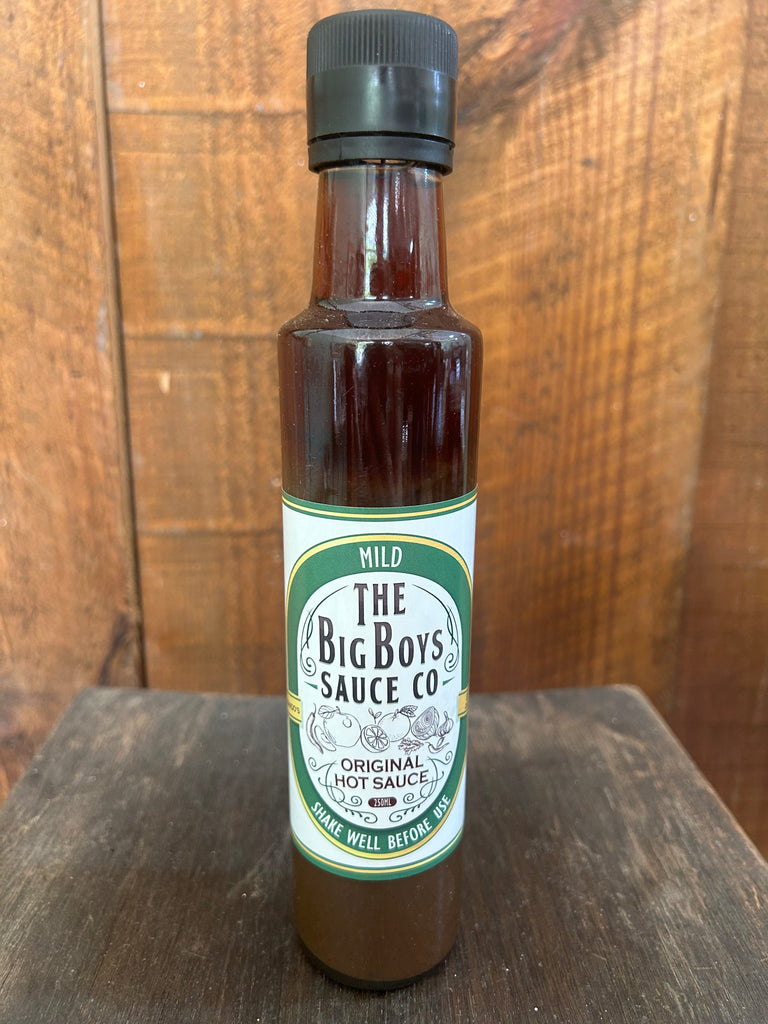 MILD
THE
BIG BOYS
SAUCE CO
ORIGINAL
HOT SAUCE
250ML
SHAKE WELL BEFORE USE